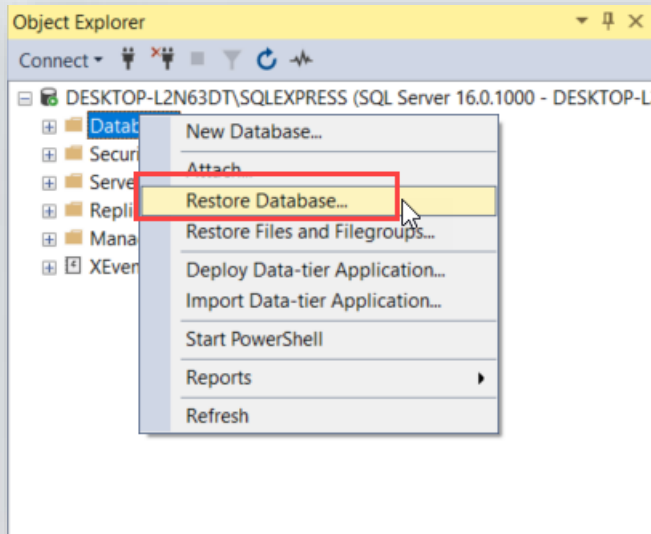 Object Explorer
Connect
DESKTOP-L2N63DT\SQLEXPRESS (SQL Server 16.0.1000 - DESKTOP-L
Datab
New Database...
Securi
Attach...
Serve
Restore Database...
Repli
Restore Files and Filegroups...
Mana
Deploy Data-tier Application...
XEven
Import Data-tier Application...
Start PowerShell
Reports
Refresh